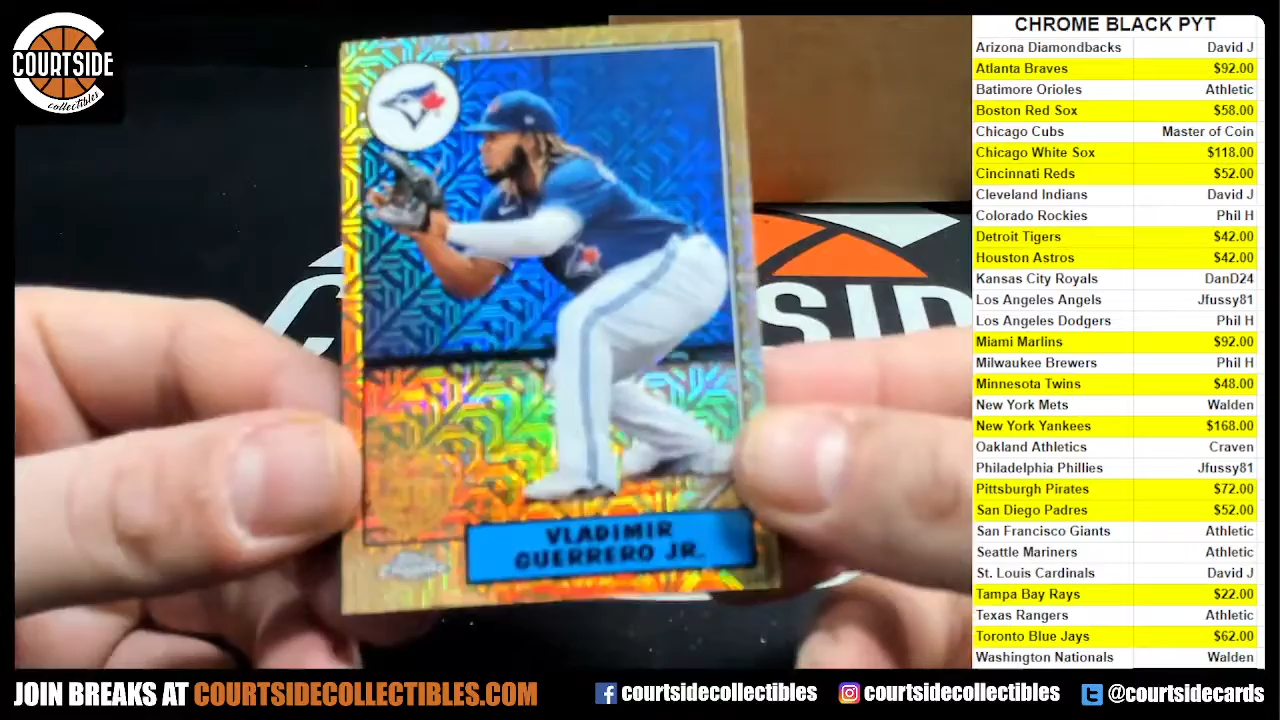 COURTSIDE
collectibles
VLADIMIR
GUERRERO JR.
SID
CHROME BLACK PYT
Arizona Diamondbacks David J
Atlanta Braves $92.00
Batimore Orioles Athletic
Boston Red Sox $58.00
Chicago Cubs Master of Coin
Chicago White Sox $118.00
Cincinnati Reds $52.00
Cleveland Indians David J
Colorado Rockies Phil H
Detroit Tigers $42.00
Houston Astros $42.00
Kansas City Royals DanD24
Los Angeles Angels Jfussy81
Los Angeles Dodgers Phil H
Miami Marlins $92.00
Milwaukee Brewers Phil H
Minnesota Twins $48.00
New York Mets Walden
New York Yankees $168.00
Oakland Athletics Craven
Philadelphia Phillies Jfussy81
Pittsburgh Pirates $72.00
San Diego Padres $52.00
San Francisco Giants Athletic
Seattle Mariners Athletic
St. Louis Cardinals David J
Tampa Bay Rays $22.00
Texas Rangers Athletic
Toronto Blue Jays $62.00
Washington Nationals Walden
JOIN BREAKS AT COURTSIDECOLLECTIBLES.COM
courtsidecollectibles
courtsidecollectibles
@courtsidecards